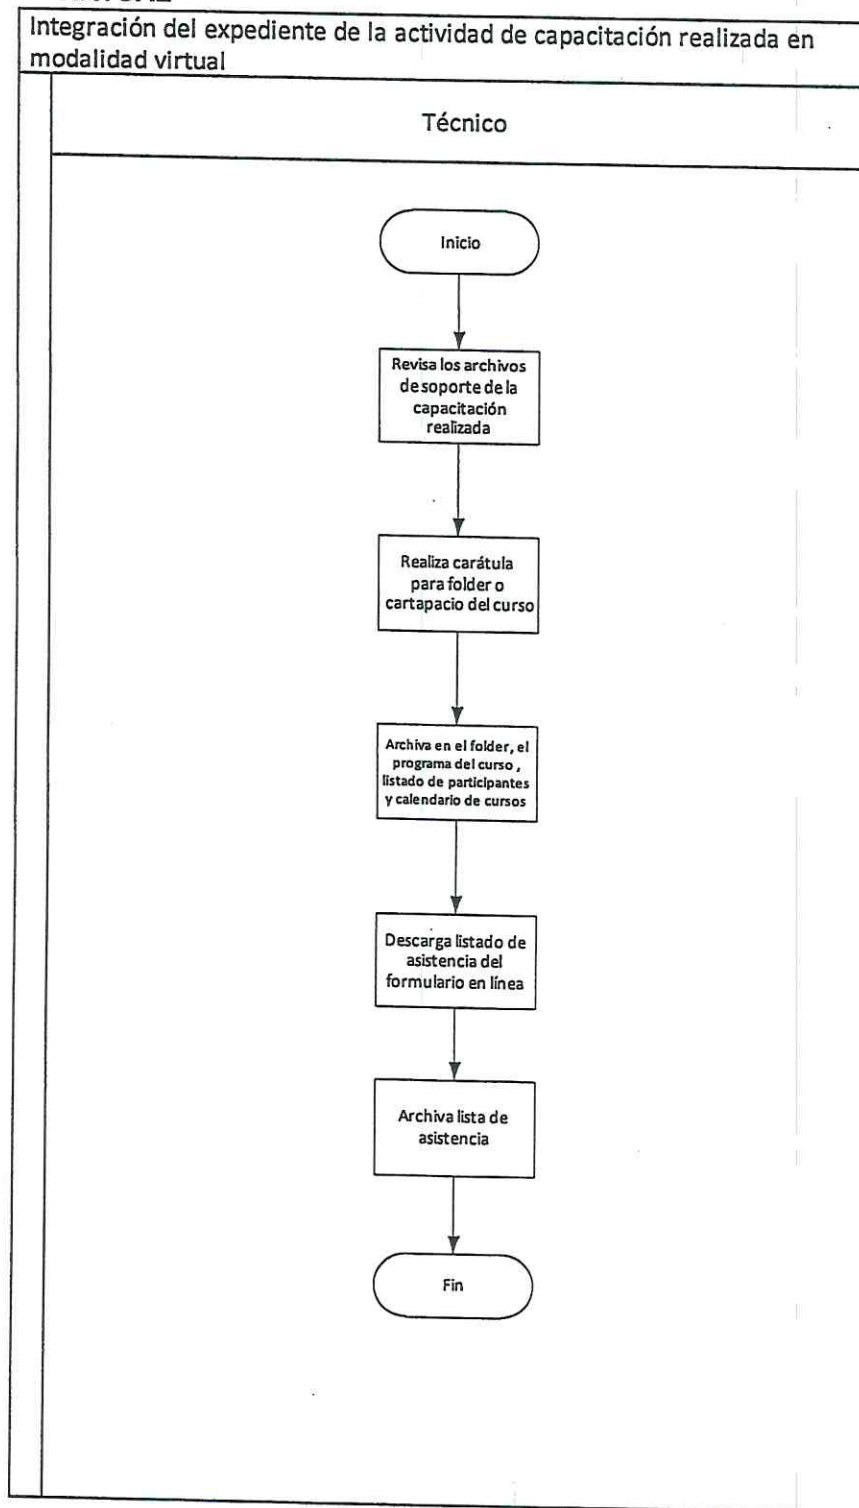 Integración del expediente de la actividad de capacitación realizada en
modalidad virtual
Técnico
Inicio
Revisa los archivos
de soporte de la
capacitación
realizada
Realiza carátula
para folder o
cartapacio del curso
Archiva en el folder, el
programa del curso ,
listado de participantes
y calendario de cursos
Descarga listado de
asistencia del
formulario en línea
Archiva lista de
asistencia
Fin